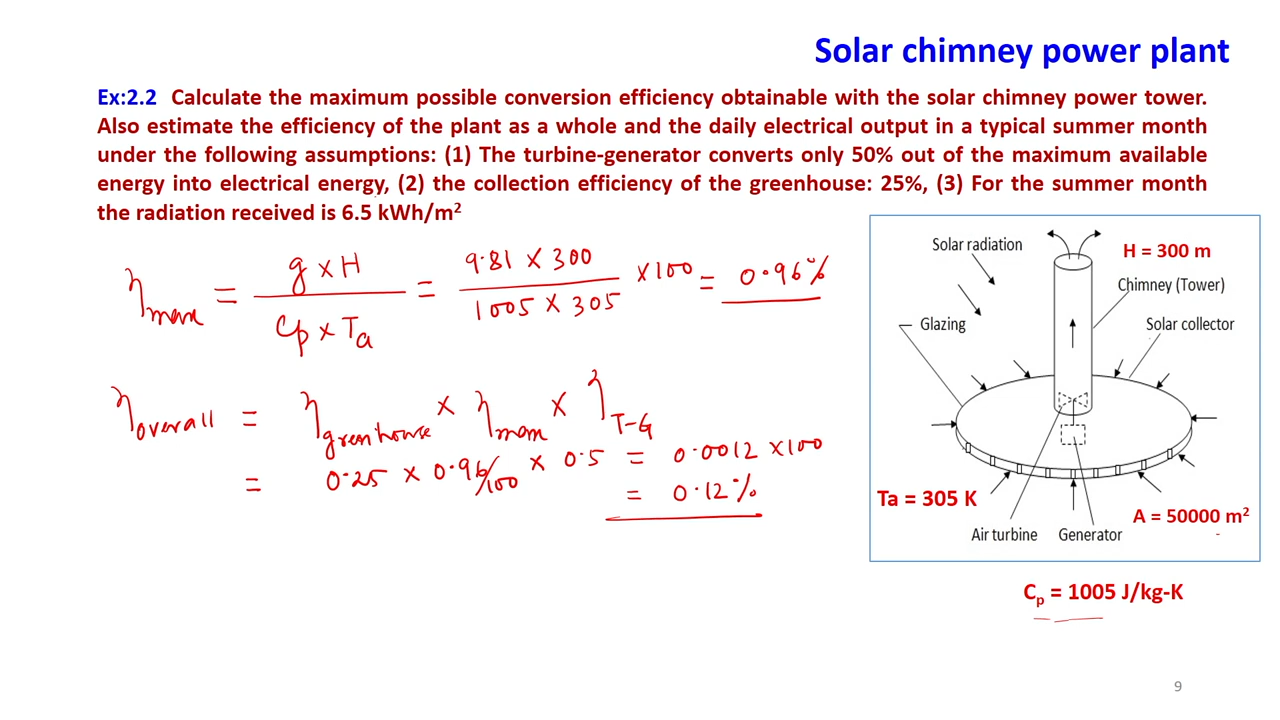 Solar chimney power plant
Ex:2.2 Calculate the maximum possible conversion efficiency obtainable with the solar chimney power tower.
Also estimate the efficiency of the plant as a whole and the daily electrical output in a typical summer month
under the following assumptions: (1) The turbine-generator converts only 50% out of the maximum available
energy into electrical energy, (2) the collection efficiency of the greenhouse: 25%, (3) For the summer month
the radiation received is 6.5 kWh/m²
η_max = (g × H) / (Cp × Ta) = (9.81 × 300) / (1005 × 305) × 100 = 0.96%
η_overall = η_greenhouse × η_max × η_T-G
= 0.25 × 0.96/100 × 0.5 = 0.0012 × 100
= 0.12%
Solar radiation
H = 300 m
Chimney (Tower)
Glazing
Solar collector
Ta = 305 K
A = 50000 m²
Air turbine
Generator
Cp = 1005 J/kg-K
9